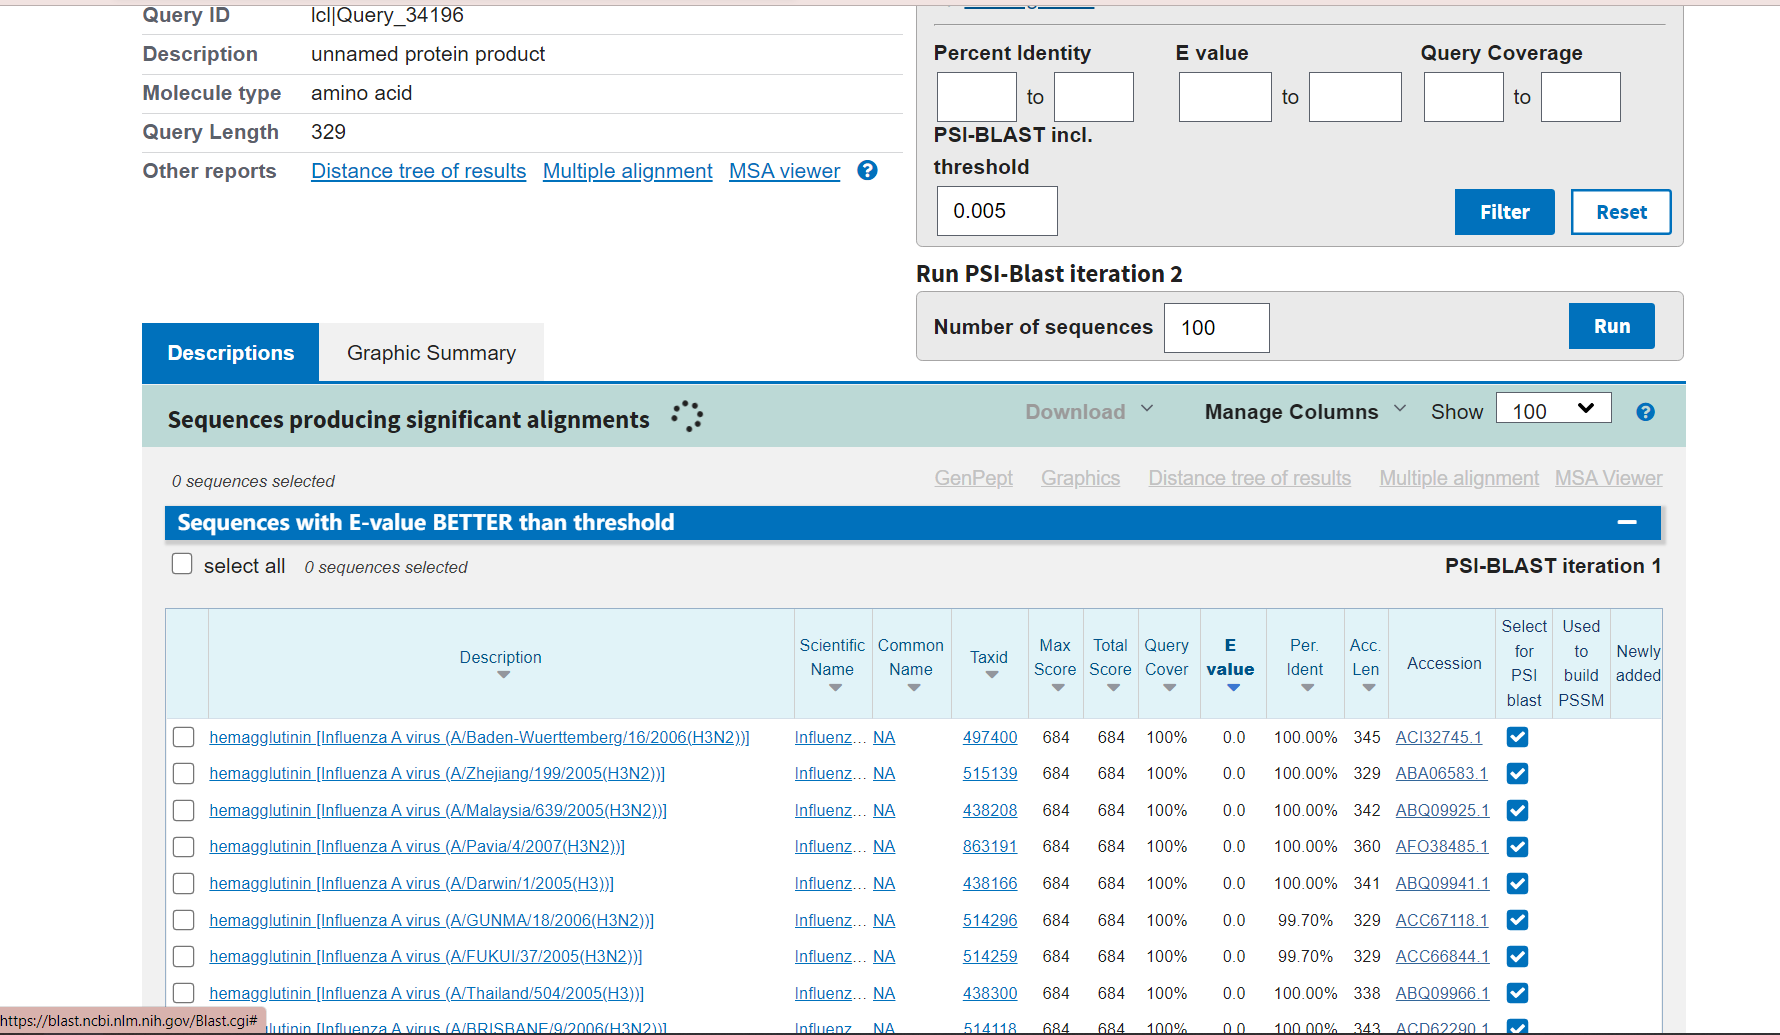 Query ID lcl|Query_34196
Description unnamed protein product
Molecule type amino acid
Query Length 329
Other reports Distance tree of results Multiple alignment MSA viewer ?
Percent Identity E value Query Coverage
to to to
PSI-BLAST incl.
threshold
0.005
Filter Reset
Run PSI-Blast iteration 2
Number of sequences 100 Run
Descriptions Graphic Summary
Sequences producing significant alignments Download Manage Columns Show 100 ?
0 sequences selected GenPept Graphics Distance tree of results Multiple alignment MSA Viewer
Sequences with E-value BETTER than threshold
select all 0 sequences selected PSI-BLAST iteration 1
Description Scientific Name Common Name Taxid Max Score Total Score Query Cover E value Per. Ident Acc. Len Accession Select for PSI blast Used to build PSSM Newly added
hemagglutinin [Influenza A virus (A/Baden-Wuerttemberg/16/2006(H3N2))] Influenz... NA 497400 684 684 100% 0.0 100.00% 345 ACI32745.1
hemagglutinin [Influenza A virus (A/Zhejiang/199/2005(H3N2))] Influenz... NA 515139 684 684 100% 0.0 100.00% 329 ABA06583.1
hemagglutinin [Influenza A virus (A/Malaysia/639/2005(H3N2))] Influenz... NA 438208 684 684 100% 0.0 100.00% 342 ABQ09925.1
hemagglutinin [Influenza A virus (A/Pavia/4/2007(H3N2))] Influenz... NA 863191 684 684 100% 0.0 100.00% 360 AFO38485.1
hemagglutinin [Influenza A virus (A/Darwin/1/2005(H3))] Influenz... NA 438166 684 684 100% 0.0 100.00% 341 ABQ09941.1
hemagglutinin [Influenza A virus (A/GUNMA/18/2006(H3N2))] Influenz... NA 514296 684 684 100% 0.0 99.70% 329 ACC67118.1
hemagglutinin [Influenza A virus (A/FUKUI/37/2005(H3N2))] Influenz... NA 514259 684 684 100% 0.0 99.70% 329 ACC66844.1
hemagglutinin [Influenza A virus (A/Thailand/504/2005(H3))] Influenz... NA 438300 684 684 100% 0.0 100.00% 338 ABQ09966.1
[Influenza A virus (A/BRISBANE/9/2006(H3N2))] Influenz... NA 514118 684 684 100% 0.0 100.00% 343 ACD62290.1
https://blast.ncbi.nlm.nih.gov/Blast.cgi#